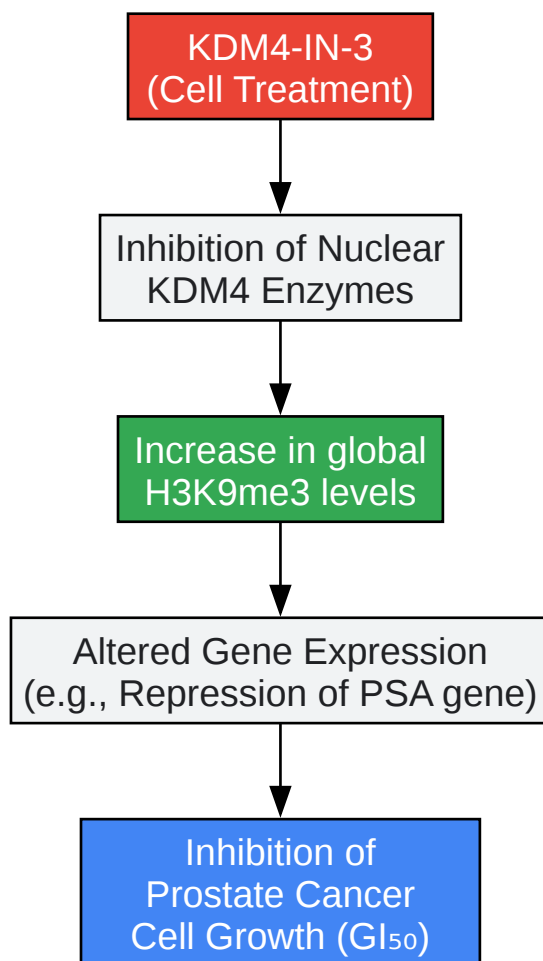 KDM4-IN-3
(Cell Treatment)
Inhibition of Nuclear
KDM4 Enzymes
Increase in global
H3K9me3 levels
Altered Gene Expression
(e.g., Repression of PSA gene)
Inhibition of
Prostate Cancer
Cell Growth (GI₅₀)